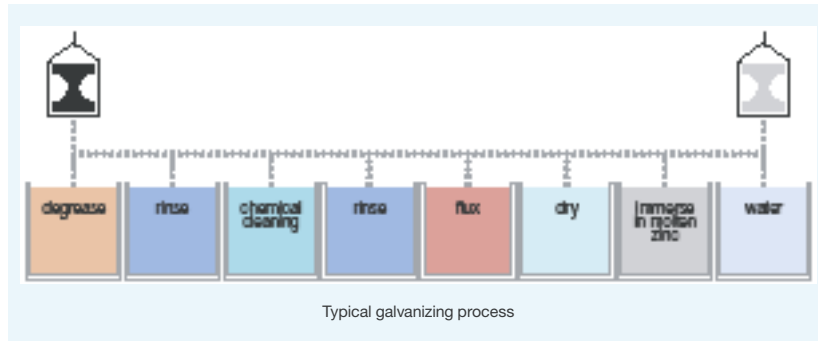 degrease
rinse
chemical
cleaning
rinse
flux
dry
immerse
in molten
zinc
water
Typical galvanizing process